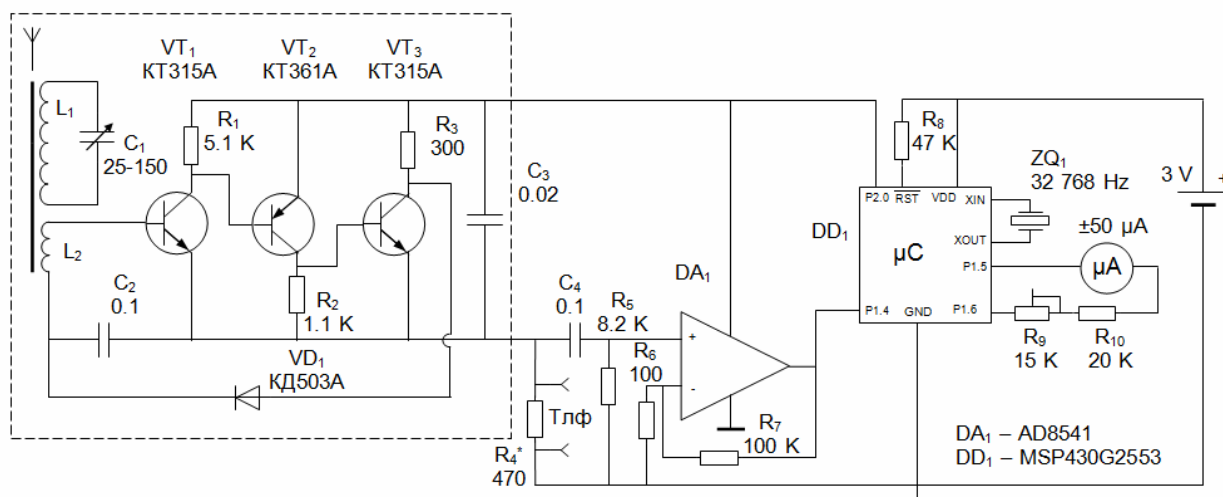 VT1
КТ315А
VT2
КТ361А
VT3
КТ315А
L1
C1
25-150
R1
5.1 K
R3
300
C3
0.02
L2
C2
0.1
R2
1.1 K
VD1
КД503А
C4
0.1
R5
8.2 K
R6
100
DA1
+
-
R7
100 K
Тлф
R4*
470
R8
47 K
DD1
P2.0
RST
VDD
XIN
XOUT
µC
P1.5
P1.4
GND
P1.6
ZQ1
32 768 Hz
3 V
+
±50 µA
µA
R9
15 K
R10
20 K
DA1 – AD8541
DD1 – MSP430G2553